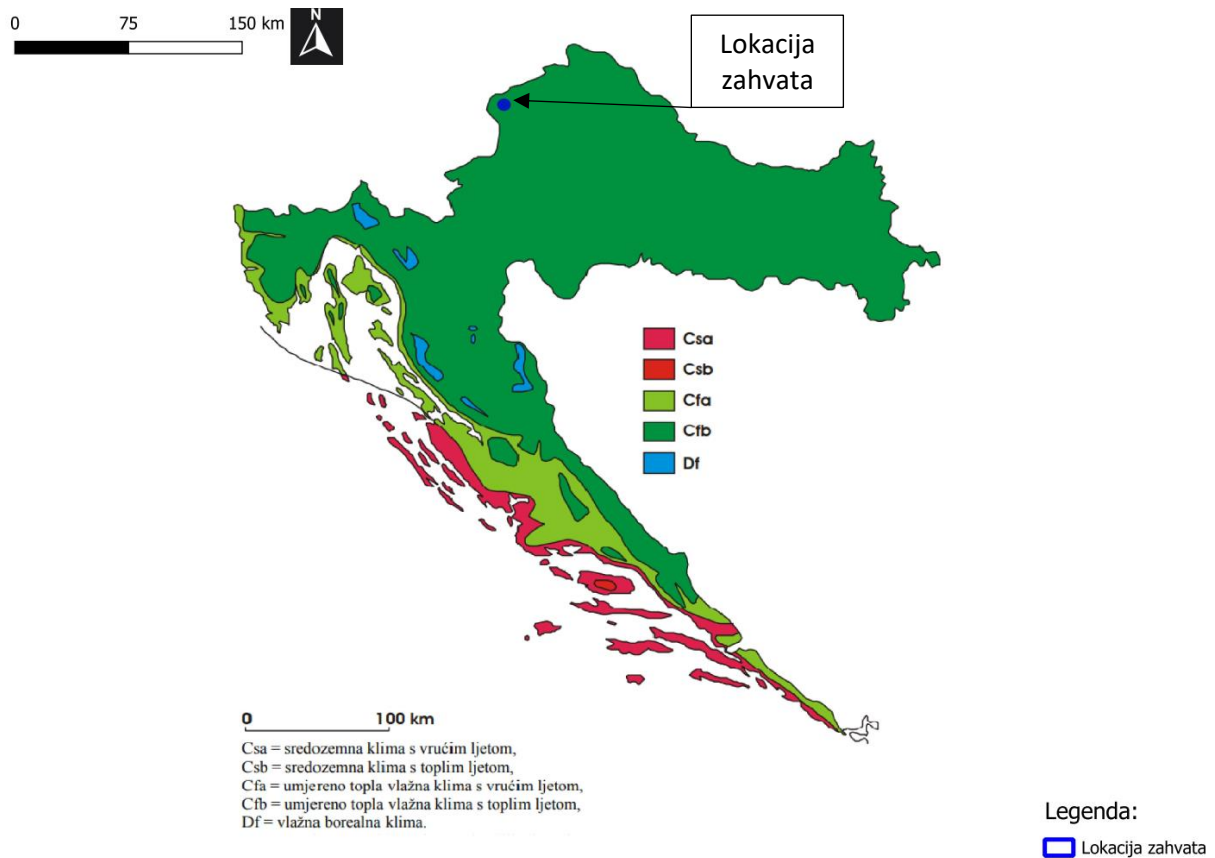 0 75 150 km
N
Lokacija
zahvata
Csa
Csb
Cfa
Cfb
Df
0 100 km
Csa = sredozemna klima s vrućim ljetom,
Csb = sredozemna klima s toplim ljetom,
Cfa = umjereno topla vlažna klima s vrućim ljetom,
Cfb = umjereno topla vlažna klima s toplim ljetom,
Df = vlažna borealna klima.
Legenda:
Lokacija zahvata